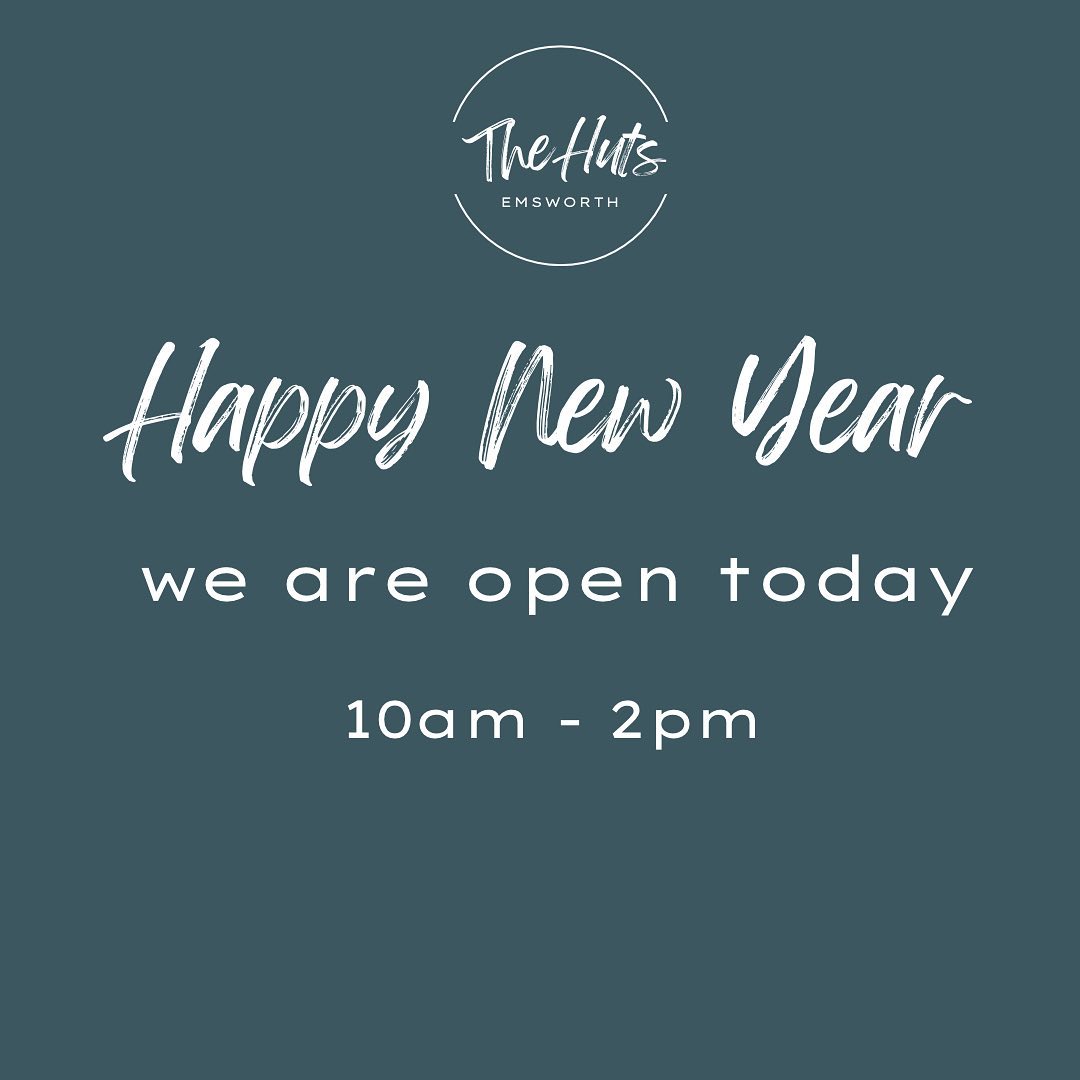 The Huts
EMSWORTH
Happy New Year
we are open today
10am - 2pm